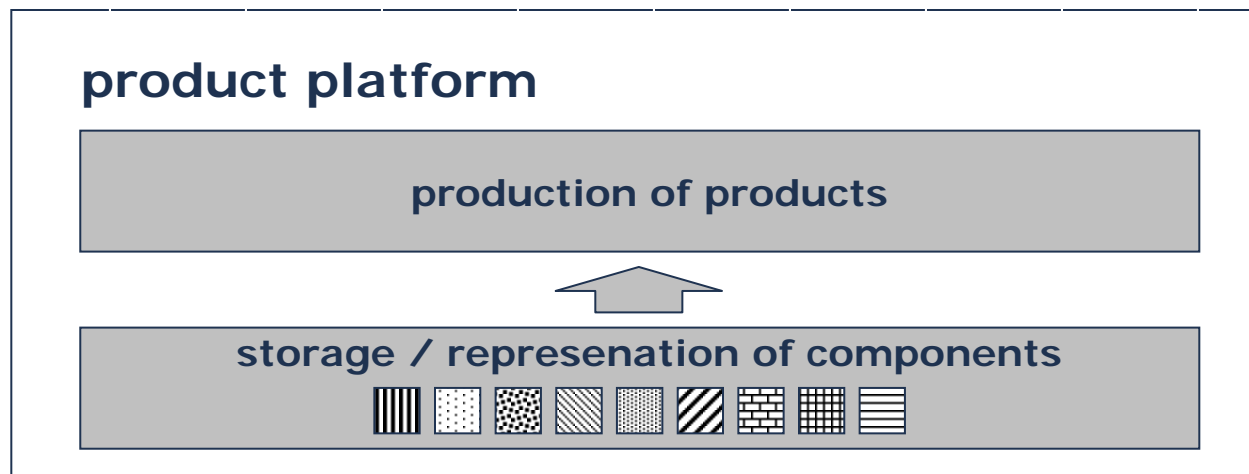 product platform
production of products
storage / represenation of components